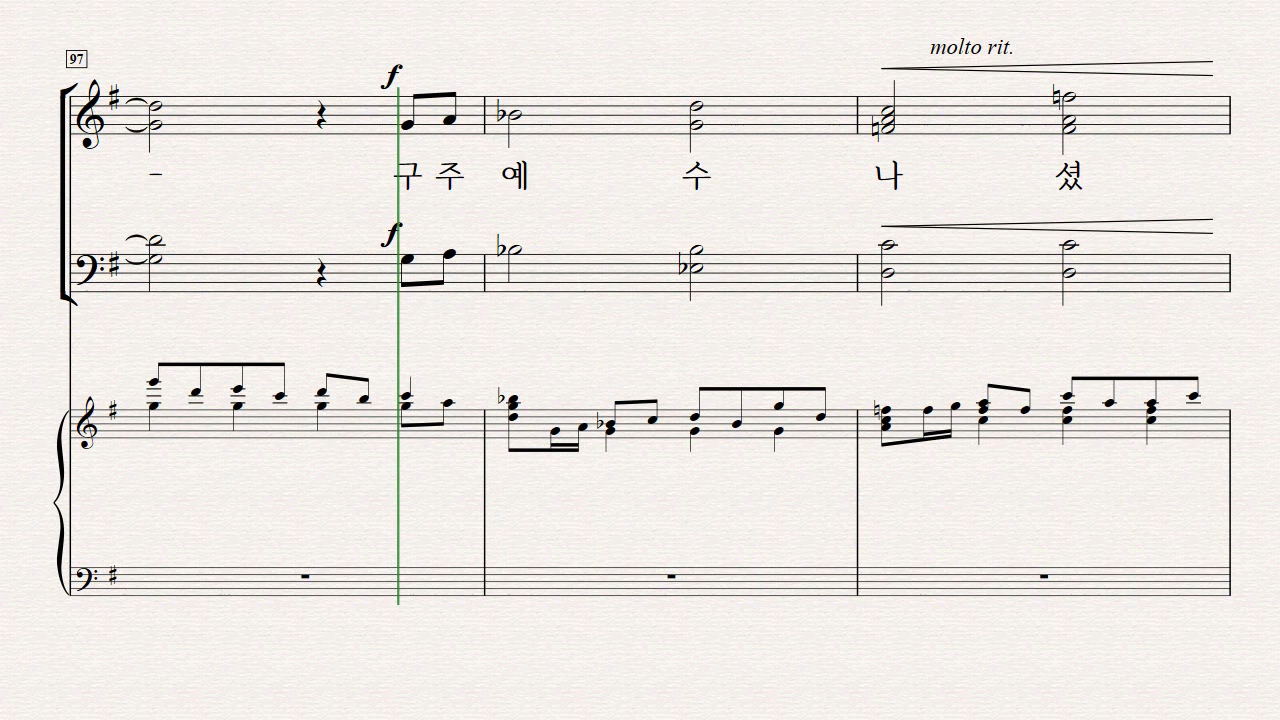 molto rit.
97
f
- 구 주 예 수 나 셨
f